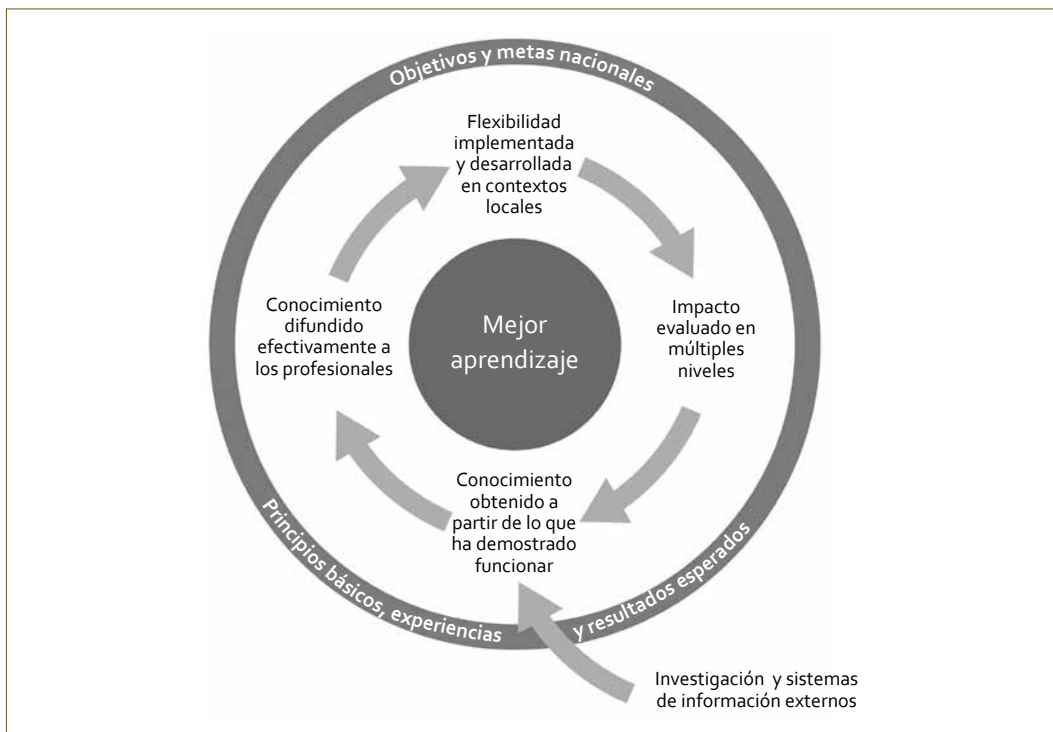 Objetivos y metas nacionales
Flexibilidad
implementada
y desarrollada
en contextos
locales
Impacto
evaluado en
múltiples
niveles
Mejor
aprendizaje
Conocimiento
difundido
efectivamente a
los profesionales
Conocimiento
obtenido a
partir de lo que
ha demostrado
funcionar
Principios básicos, experiencias
y resultados esperados
Investigación y sistemas
de información externos